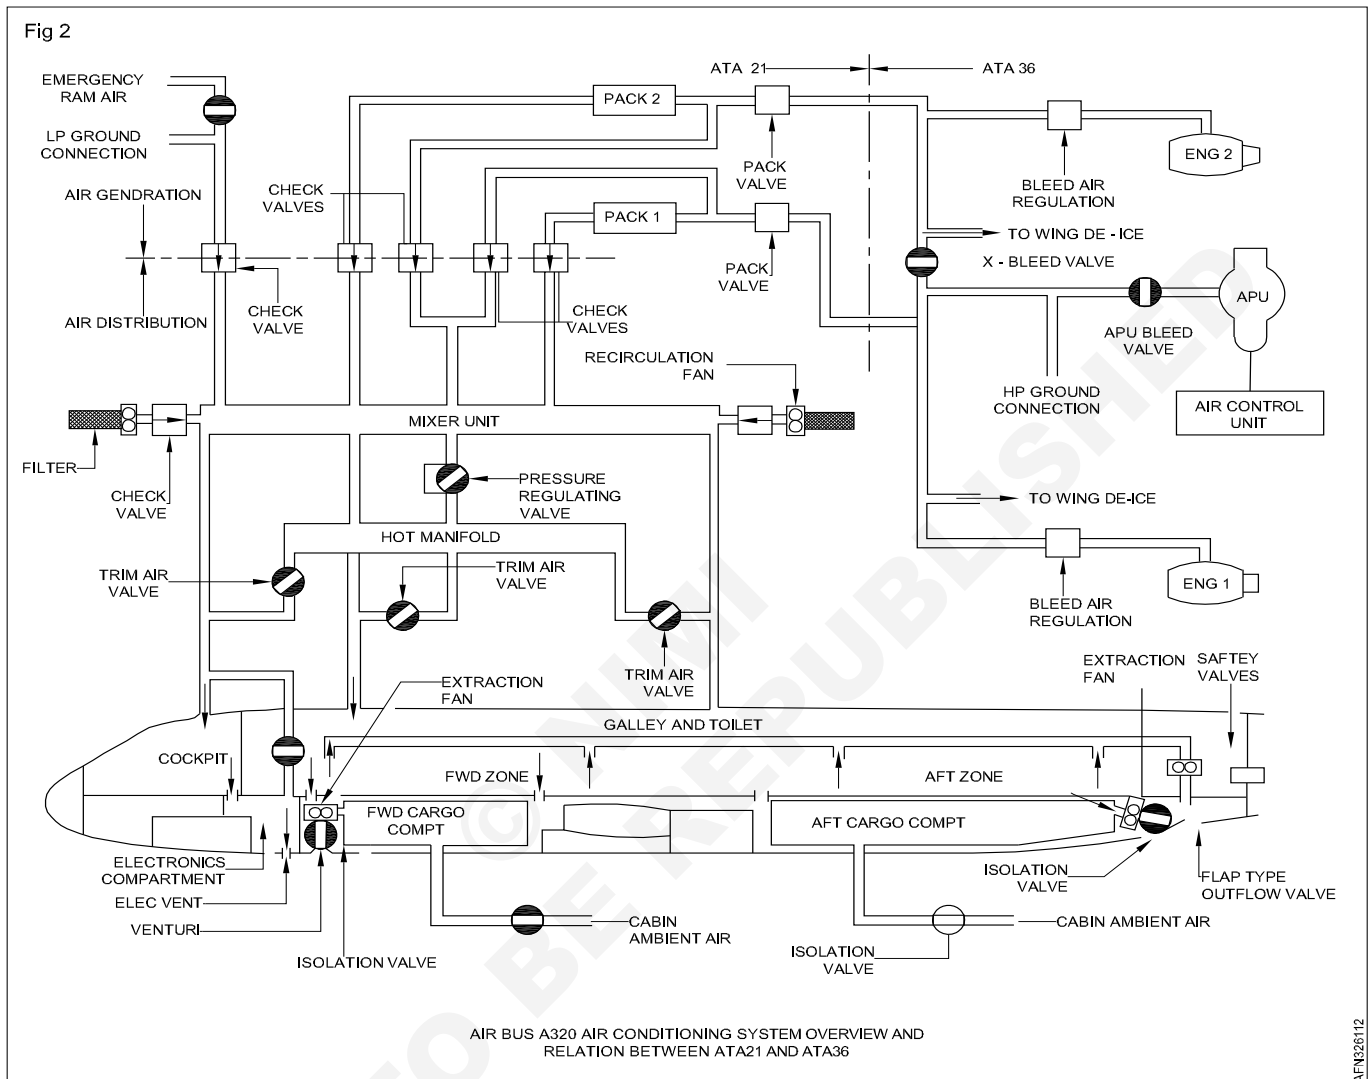 Fig 2
EMERGENCY
RAM AIR
LP GROUND
CONNECTION
AIR GENDRATION
AIR DISTRIBUTION
CHECK
VALVE
CHECK
VALVES
CHECK
VALVES
PACK 2
PACK 1
PACK
VALVE
PACK
VALVE
ATA 21
ATA 36
ENG 2
BLEED AIR
REGULATION
TO WING DE - ICE
X - BLEED VALVE
APU
APU BLEED
VALVE
HP GROUND
CONNECTION
AIR CONTROL
UNIT
RECIRCULATION
FAN
MIXER UNIT
FILTER
CHECK
VALVE
PRESSURE
REGULATING
VALVE
HOT MANIFOLD
TO WING DE-ICE
TRIM AIR
VALVE
TRIM AIR
VALVE
TRIM AIR
VALVE
ENG 1
BLEED AIR
REGULATION
EXTRACTION
FAN
EXTRACTION
FAN
SAFTEY
VALVES
GALLEY AND TOILET
COCKPIT
FWD ZONE
AFT ZONE
FWD CARGO
COMPT
AFT CARGO COMPT
ELECTRONICS
COMPARTMENT
ELEC VENT
VENTURI
ISOLATION VALVE
CABIN
AMBIENT AIR
ISOLATION
VALVE
CABIN AMBIENT AIR
ISOLATION
VALVE
FLAP TYPE
OUTFLOW VALVE
AIR BUS A320 AIR CONDITIONING SYSTEM OVERVIEW AND
RELATION BETWEEN ATA21 AND ATA36
AFN326112
© NIMI
TO BE REPUBLISHED